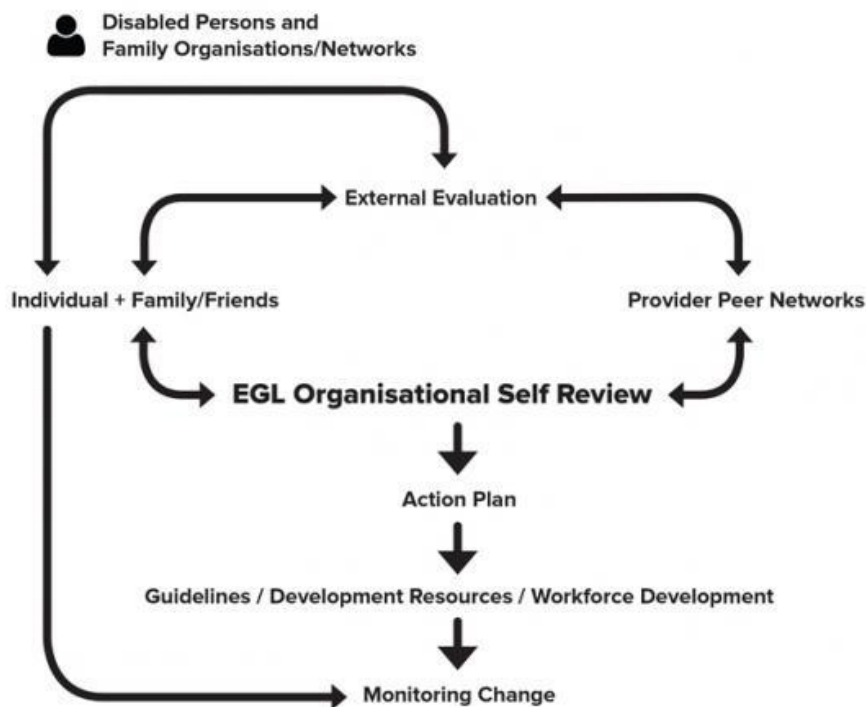 Disabled Persons and
Family Organisations/Networks
External Evaluation
Individual + Family/Friends
Provider Peer Networks
EGL Organisational Self Review
Action Plan
Guidelines / Development Resources / Workforce Development
Monitoring Change